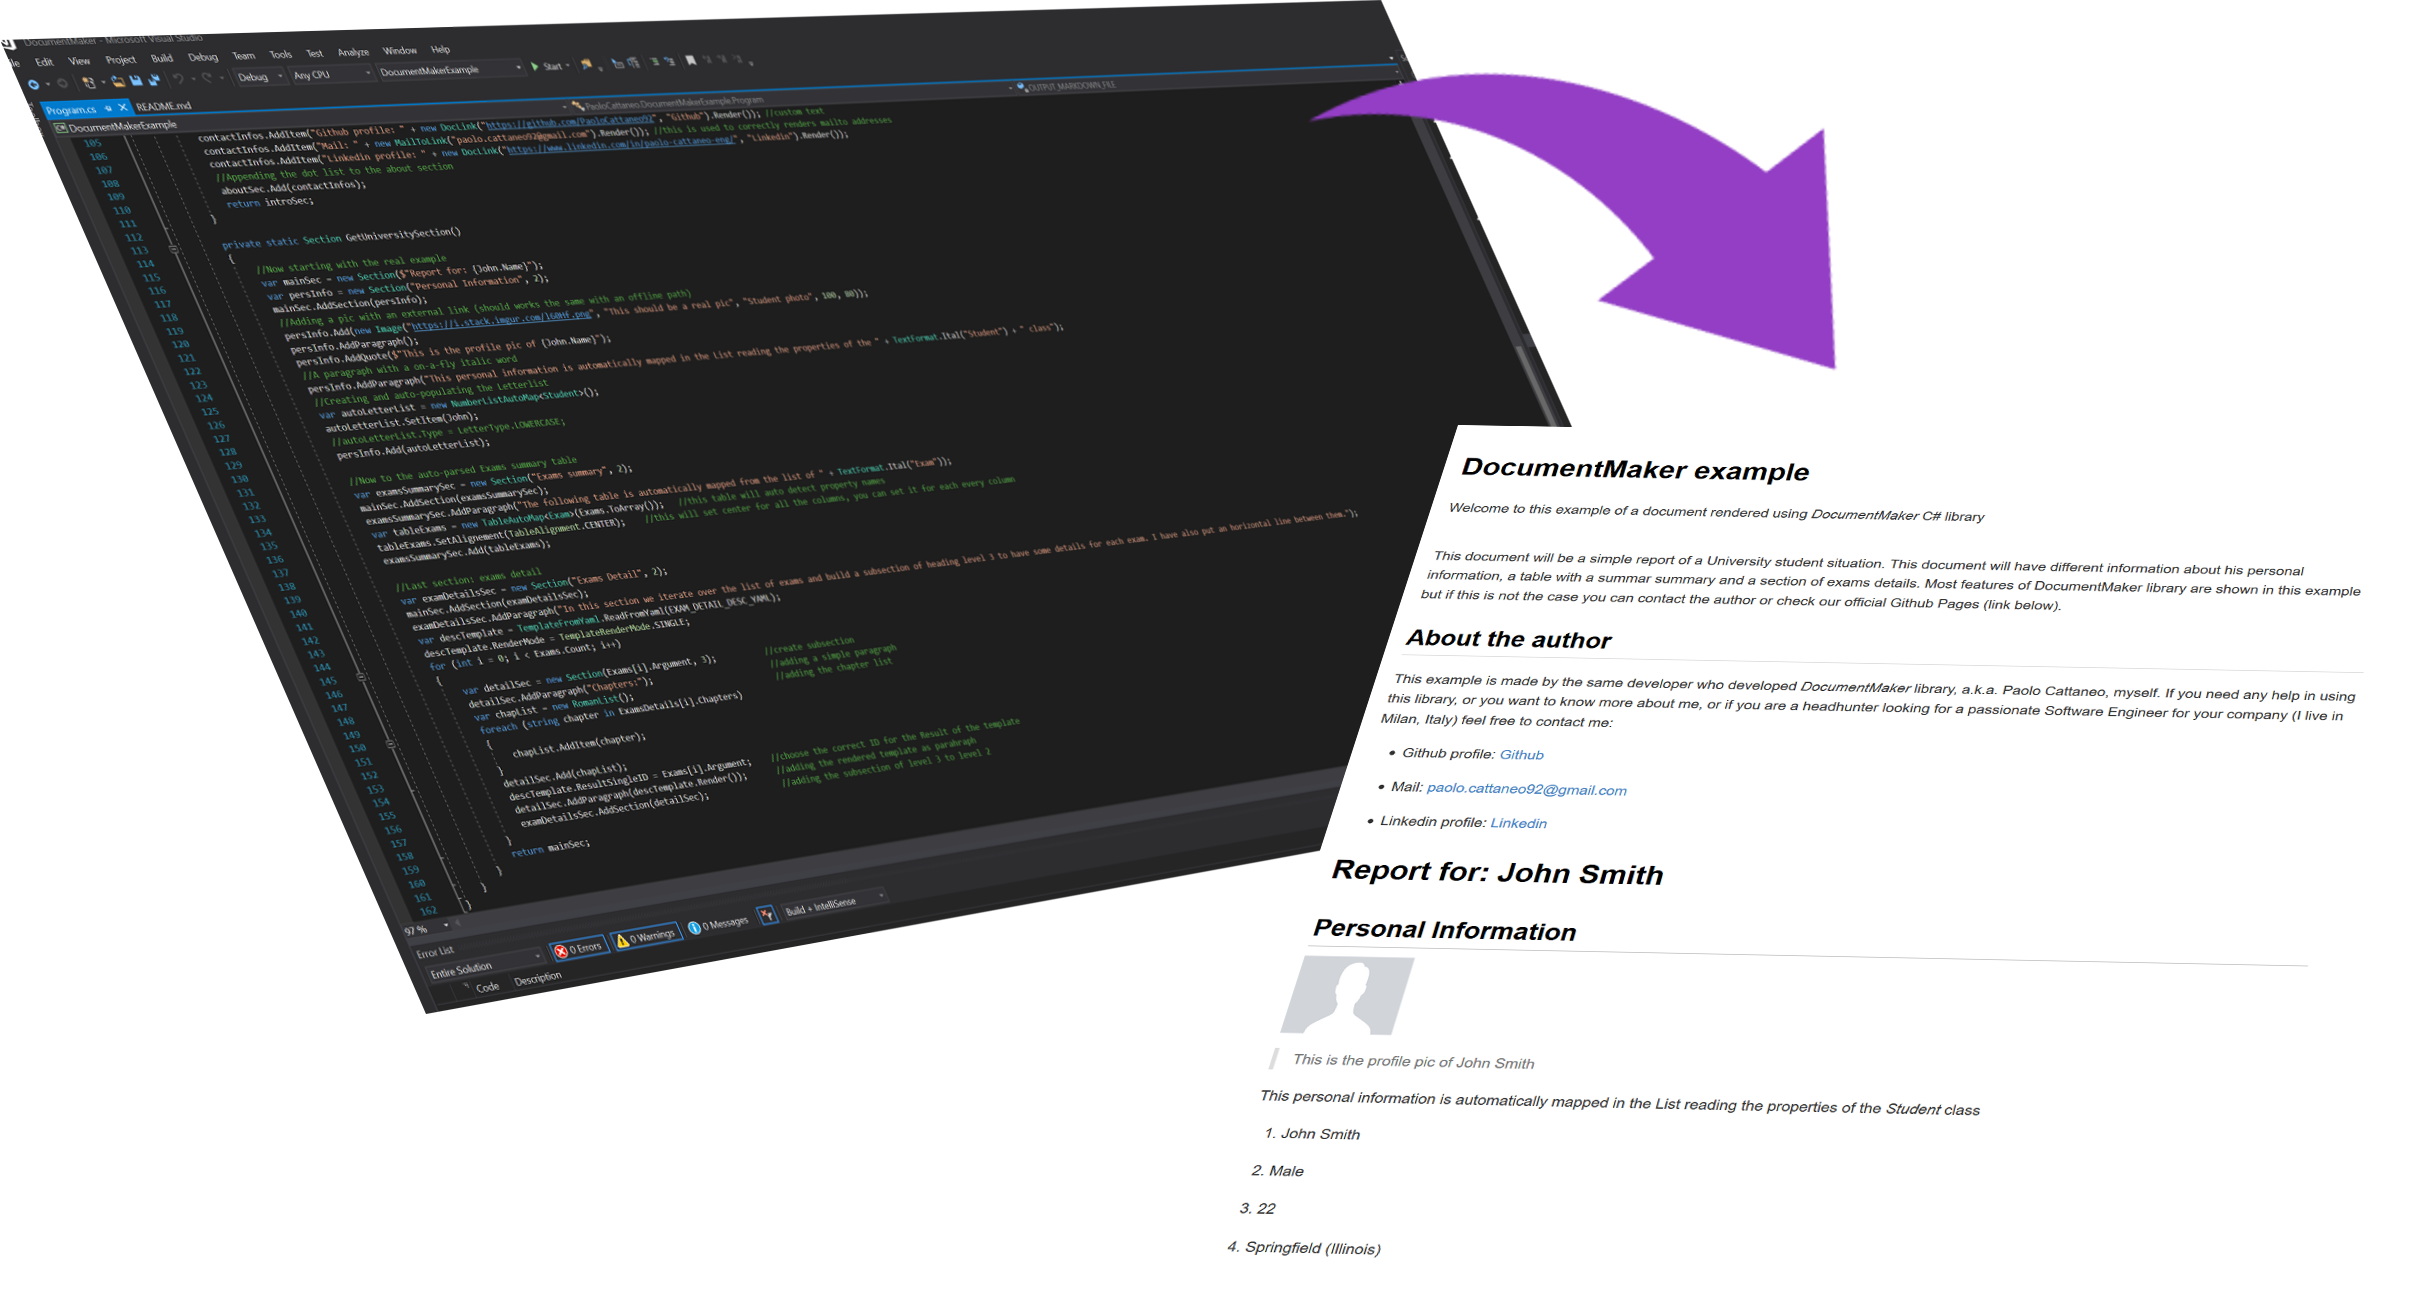 DocumentMaker - Microsoft Visual Studio
Edit View Project Build Debug Team Tools Test Analyze Window Help
Debug Any CPU DocumentMakerExample Start
Program.cs README.md
DocumentMakerExample PaoloCattaneo.DocumentMakerExample.Program OUTPUT_MARKDOWN_FILE
contactInfos.AddItem("Github profile: " + new DocLink("https://github.com/PaoloCattaneo92", "Github").Render()); //custom text
105 contactInfos.AddItem("Mail: " + new MailToLink("paolo.cattaneo92@gmail.com").Render()); //this is used to correctly renders mailto addresses
106 contactInfos.AddItem("Linkedin profile: " + new DocLink("https://www.linkedin.com/in/paolo-cattaneo-eng/", "Linkedin").Render());
107 //Appending the dot list to the about section
108 aboutSec.Add(contactInfos);
109 return introSec;
110 }
111
112 private static Section GetUniversitySection()
113 {
114 //Now starting with the real example
115 var mainSec = new Section($"Report for: {John.Name}");
116 var persInfo = new Section("Personal Information", 2);
117 mainSec.AddSection(persInfo);
118 //Adding a pic with an external link (should works the same with an offline path)
119 persInfo.Add(new Image("https://i.stack.imgur.com/l60Hf.png", "This should be a real pic", "Student photo", 100, 80));
120 persInfo.AddParagraph();
121 persInfo.AddQuote($"This is the profile pic of {John.Name}");
122 //A paragraph with a on-a-fly italic word
123 persInfo.AddParagraph("This personal information is automatically mapped in the List reading the properties of the " + TextFormat.Ital("Student") + " class");
124 //Creating and auto-populating the Letterlist
125 var autoLetterList = new NumberListAutoMap<Student>();
126 autoLetterList.SetItem(John);
127 //autoLetterList.Type = LetterType.LOWERCASE;
128 persInfo.Add(autoLetterList);
129
130 //Now to the auto-parsed Exams summary table
131 var examsSummarySec = new Section("Exams summary", 2);
132 mainSec.AddSection(examsSummarySec);
133 examsSummarySec.AddParagraph("The following table is automatically mapped from the list of " + TextFormat.Ital("Exam"));
134 var tableExams = new TableAutoMap<Exam>(Exams.ToArray()); //this table will auto detect property names
135 tableExams.SetAlignement(TableAlignment.CENTER); //this will set center for all the columns, you can set it for each every column
136 examsSummarySec.Add(tableExams);
137
138 //Last section: exams detail
139 var examDetailsSec = new Section("Exams Detail", 2);
140 mainSec.AddSection(examDetailsSec);
141 examDetailsSec.AddParagraph("In this section we iterate over the list of exams and build a subsection of heading level 3 to have some details for each exam. I have also put an horizontal line between them.");
142 var descTemplate = TemplateFromYaml.ReadFromYaml(EXAM_DETAIL_DESC_YAML);
143 descTemplate.RenderMode = TemplateRenderMode.SINGLE;
144 for (int i = 0; i < Exams.Count; i++)
145 {
146 var detailSec = new Section(Exams[i].Argument, 3); //create subsection
147 detailSec.AddParagraph("Chapters:"); //adding a simple paragraph
148 var chapList = new RomanList(); //adding the chapter list
149 foreach (string chapter in ExamsDetails[i].Chapters)
150 {
151 chapList.AddItem(chapter);
152 }
153 detailSec.Add(chapList);
154 descTemplate.ResultSingleID = Exams[i].Argument; //choose the correct ID for the Result of the template
155 detailSec.AddParagraph(descTemplate.Render()); //adding the rendered template as parahraph
156 examDetailsSec.AddSection(detailSec); //adding the subsection of level 3 to level 2
157 }
158 return mainSec;
159 }
160 }
161 }
162
97 %
Error List
Entire Solution 0 Errors 0 Warnings 0 Messages Build + IntelliSense
Code Description
DocumentMaker example
Welcome to this example of a document rendered using DocumentMaker C# library
This document will be a simple report of a University student situation. This document will have different information about his personal
information, a table with a summar summary and a section of exams details. Most features of DocumentMaker library are shown in this example
but if this is not the case you can contact the author or check our official Github Pages (link below).
About the author
This example is made by the same developer who developed DocumentMaker library, a.k.a. Paolo Cattaneo, myself. If you need any help in using
this library, or you want to know more about me, or if you are a headhunter looking for a passionate Software Engineer for your company (I live in
Milan, Italy) feel free to contact me:
• Github profile: Github
• Mail: paolo.cattaneo92@gmail.com
• Linkedin profile: Linkedin
Report for: John Smith
Personal Information
This is the profile pic of John Smith
This personal information is automatically mapped in the List reading the properties of the Student class
1. John Smith
2. Male
3. 22
4. Springfield (Illinois)